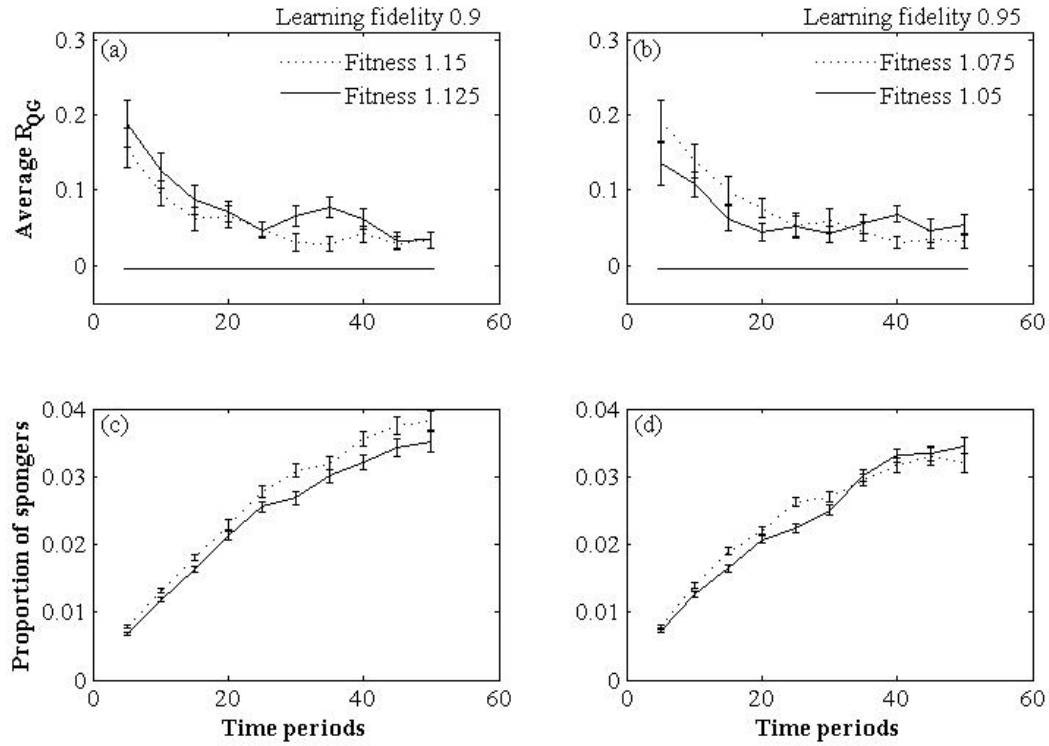 Learning fidelity 0.9
0.3
(a)
Fitness 1.15
Fitness 1.125
0.2
0.1
0
Average R_QG
0 20 40 60
Learning fidelity 0.95
0.3
(b)
Fitness 1.075
Fitness 1.05
0.2
0.1
0
0 20 40 60
0.04
(c)
0.03
0.02
0.01
0
Proportion of spongers
0 20 40 60
Time periods
0.04
(d)
0.03
0.02
0.01
0
0 20 40 60
Time periods